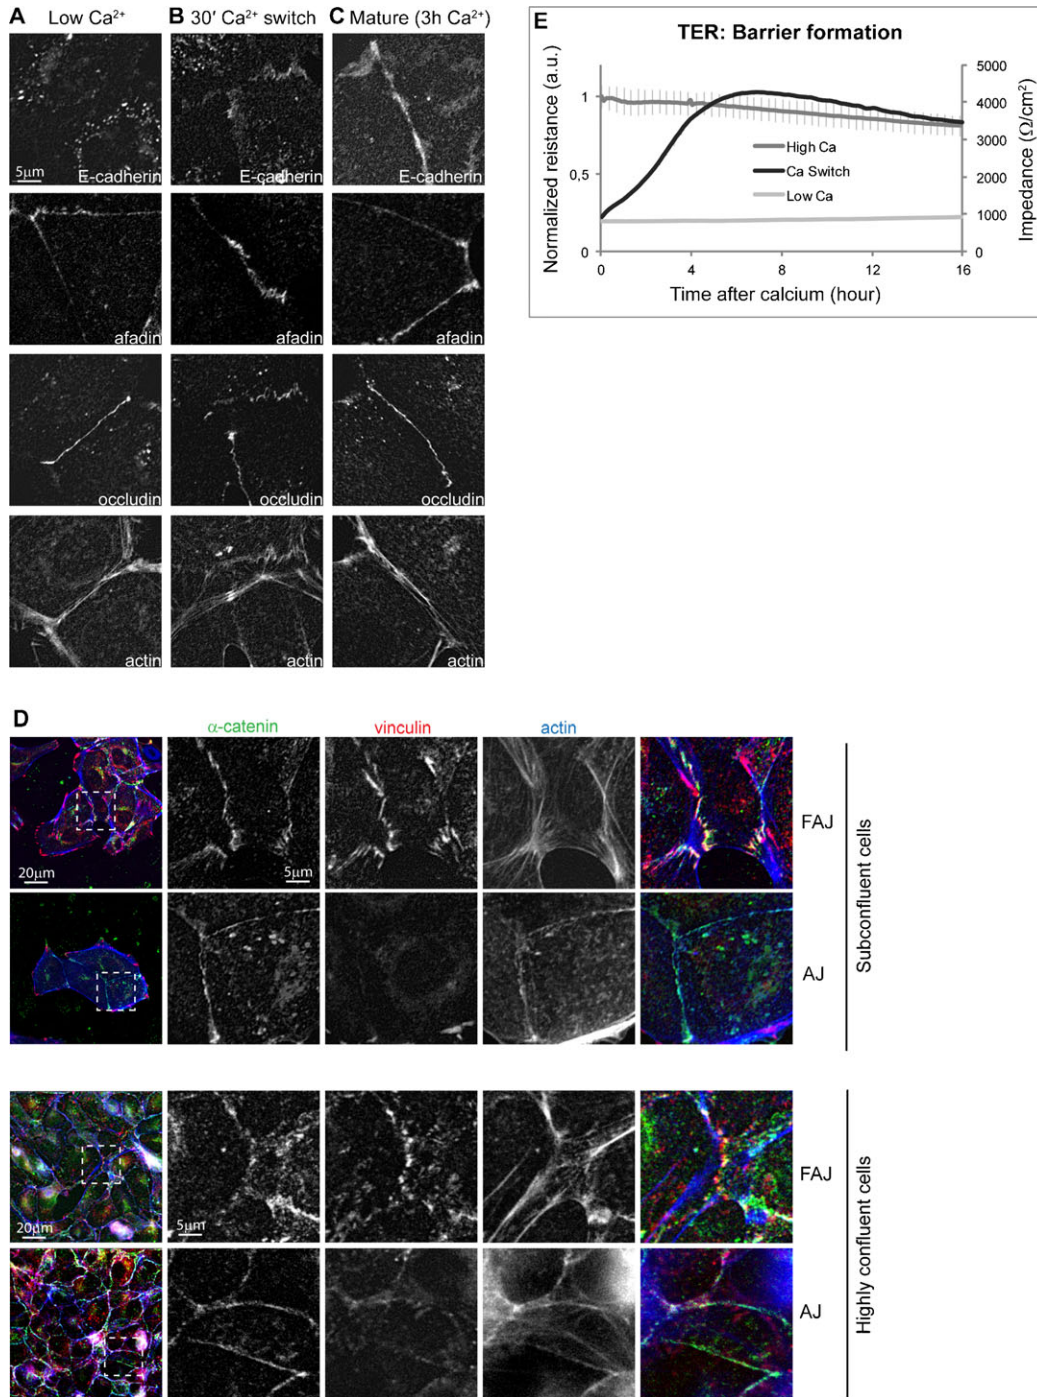 A Low Ca²⁺
B 30′ Ca²⁺ switch
C Mature (3h Ca²⁺)
5µm
E-cadherin
E-cadherin
E-cadherin
afadin
afadin
afadin
occludin
occludin
occludin
actin
actin
actin
E
TER: Barrier formation
Normalized reistance (a.u.)
1
0,5
0
5000
4000
3000
2000
1000
0
Impedance (Ω/cm²)
High Ca
Ca Switch
Low Ca
0 4 8 12 16
Time after calcium (hour)
D
α-catenin vinculin actin
20µm
5µm
FAJ
AJ
Subconfluent cells
20µm
5µm
FAJ
AJ
Highly confluent cells